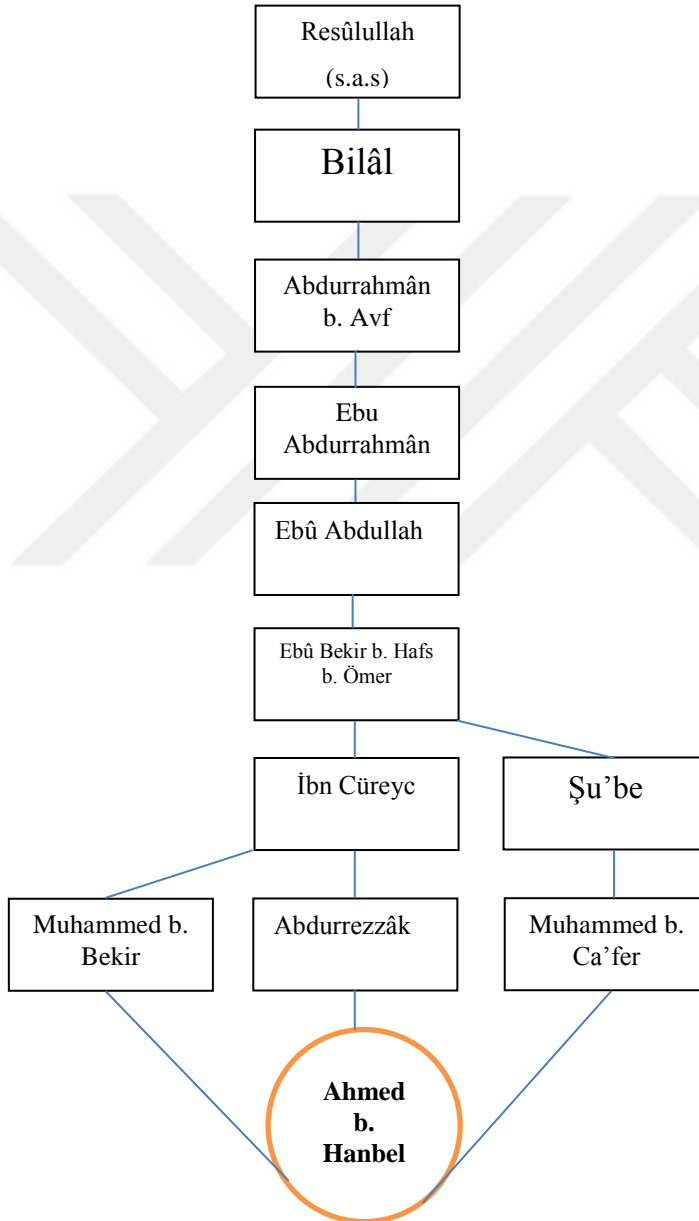 Resûlullah
(s.a.s)
Bilâl
Abdurrahmân
b. Avf
Ebu
Abdurrahmân
Ebû Abdullah
Ebû Bekir b. Hafs
b. Ömer
İbn Cüreyc
Şu’be
Muhammed b.
Bekir
Abdurrezzâk
Muhammed b.
Ca’fer
Ahmed
b.
Hanbel